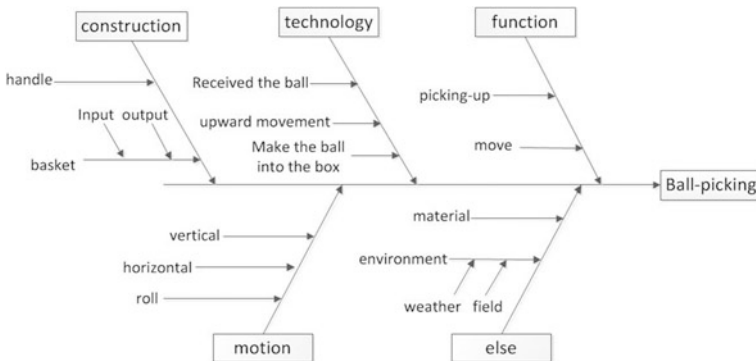 construction
technology
function
handle
Received the ball
picking-up
Input output
upward movement
Make the ball
into the box
move
basket
Ball-picking
material
vertical
environment
horizontal
roll
weather field
motion
else